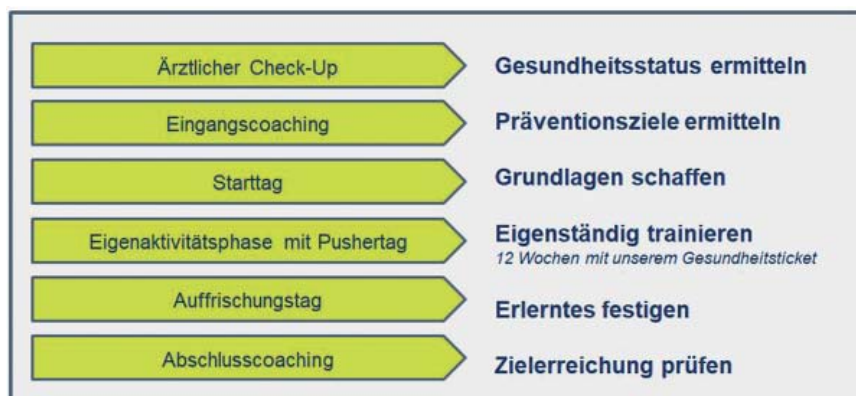 Ärztlicher Check-Up
Gesundheitsstatus ermitteln
Eingangscoaching
Präventionsziele ermitteln
Starttag
Grundlagen schaffen
Eigenaktivitätsphase mit Pushertag
Eigenständig trainieren
12 Wochen mit unserem Gesundheitsticket
Auffrischungstag
Erlerntes festigen
Abschlusscoaching
Zielerreichung prüfen